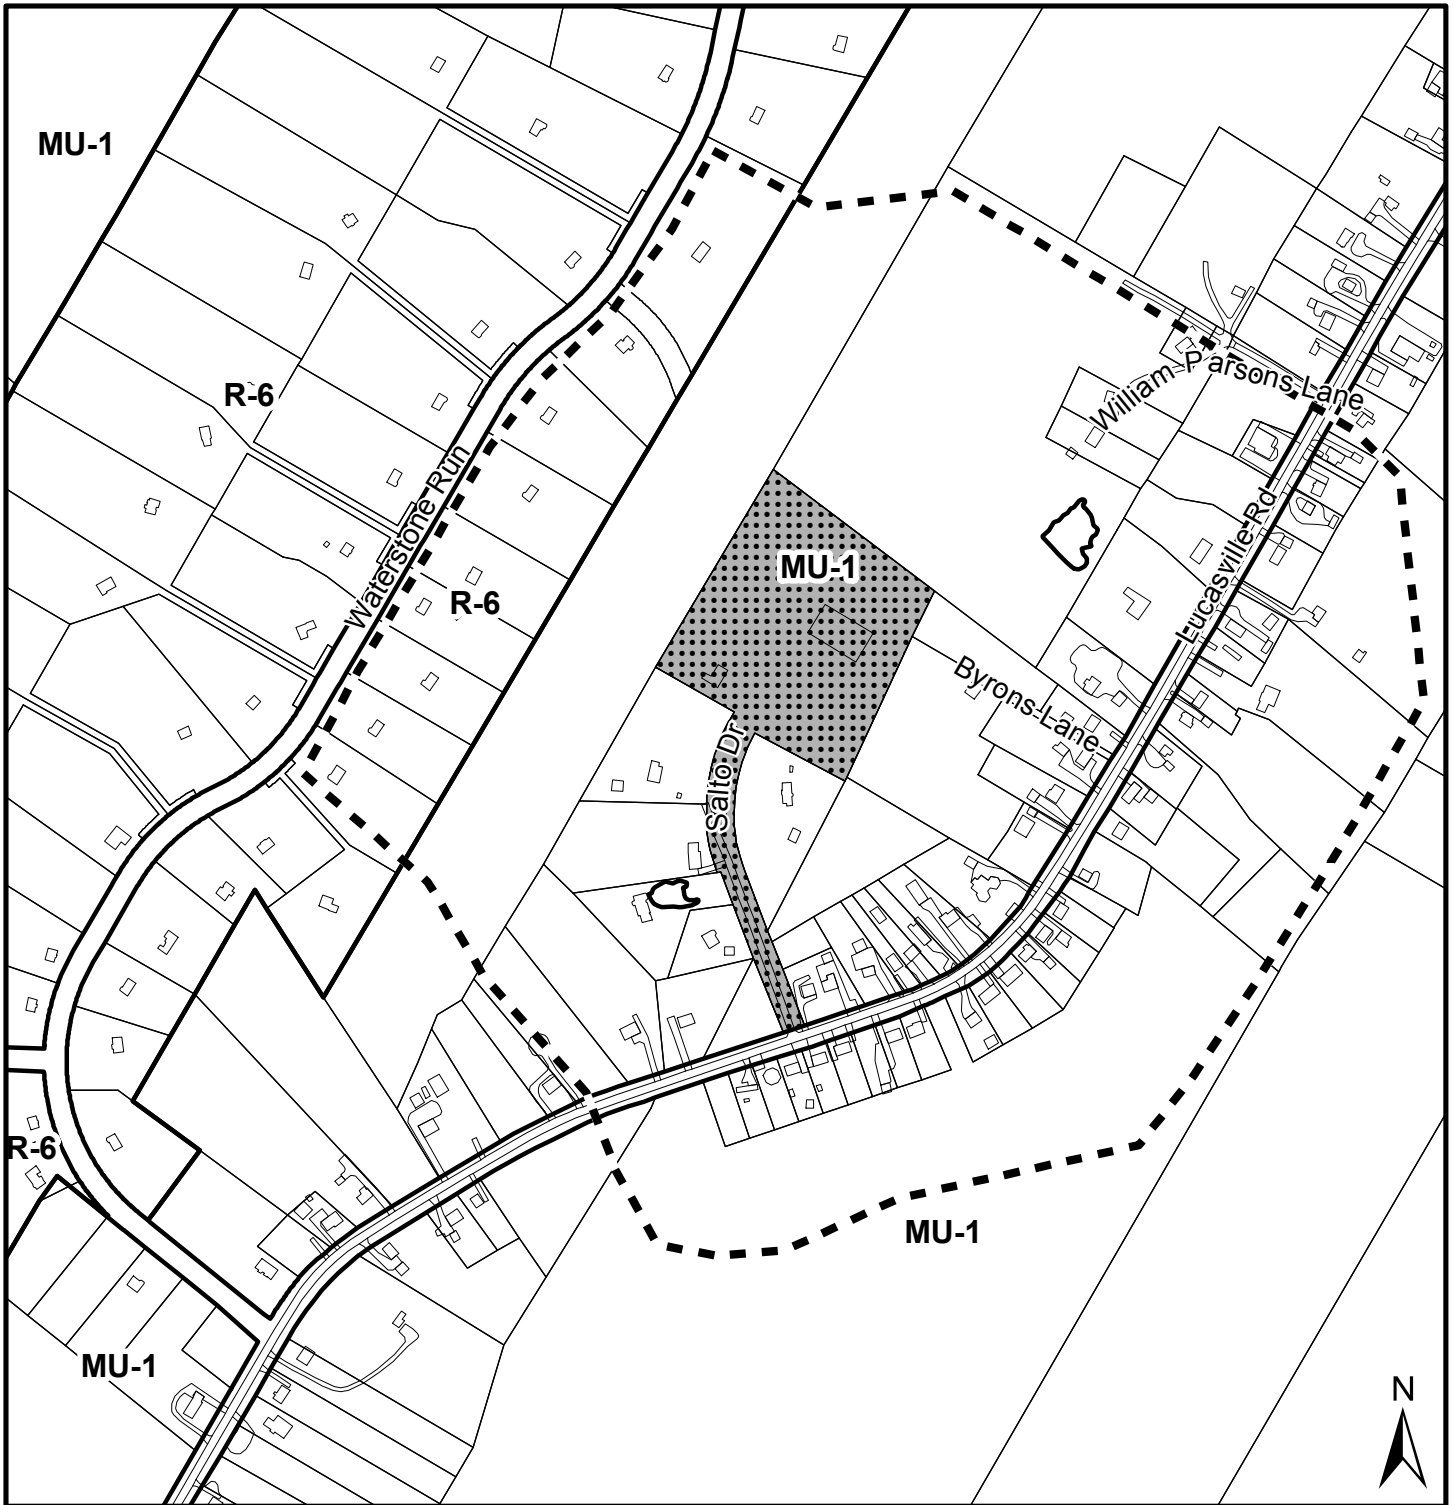 MU-1
William Parsons Lane
R-6
Waterstone Run
Lucasville Rd
MU-1
R-6
Byrons Lane
Salto Dr
R-6
MU-1
MU-1
N